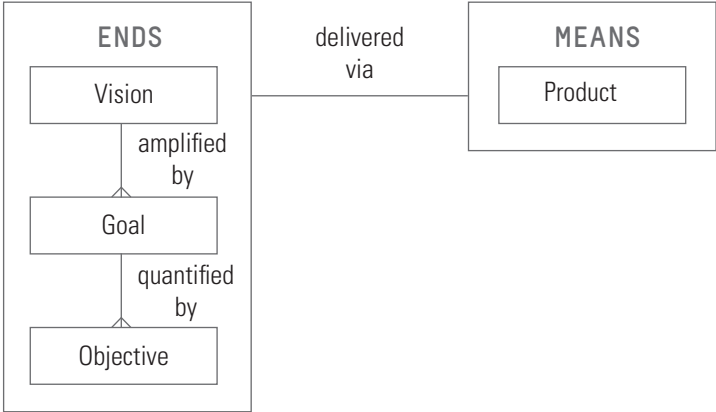 ENDS
Vision
amplified
by
Goal
quantified
by
Objective
delivered
via
MEANS
Product